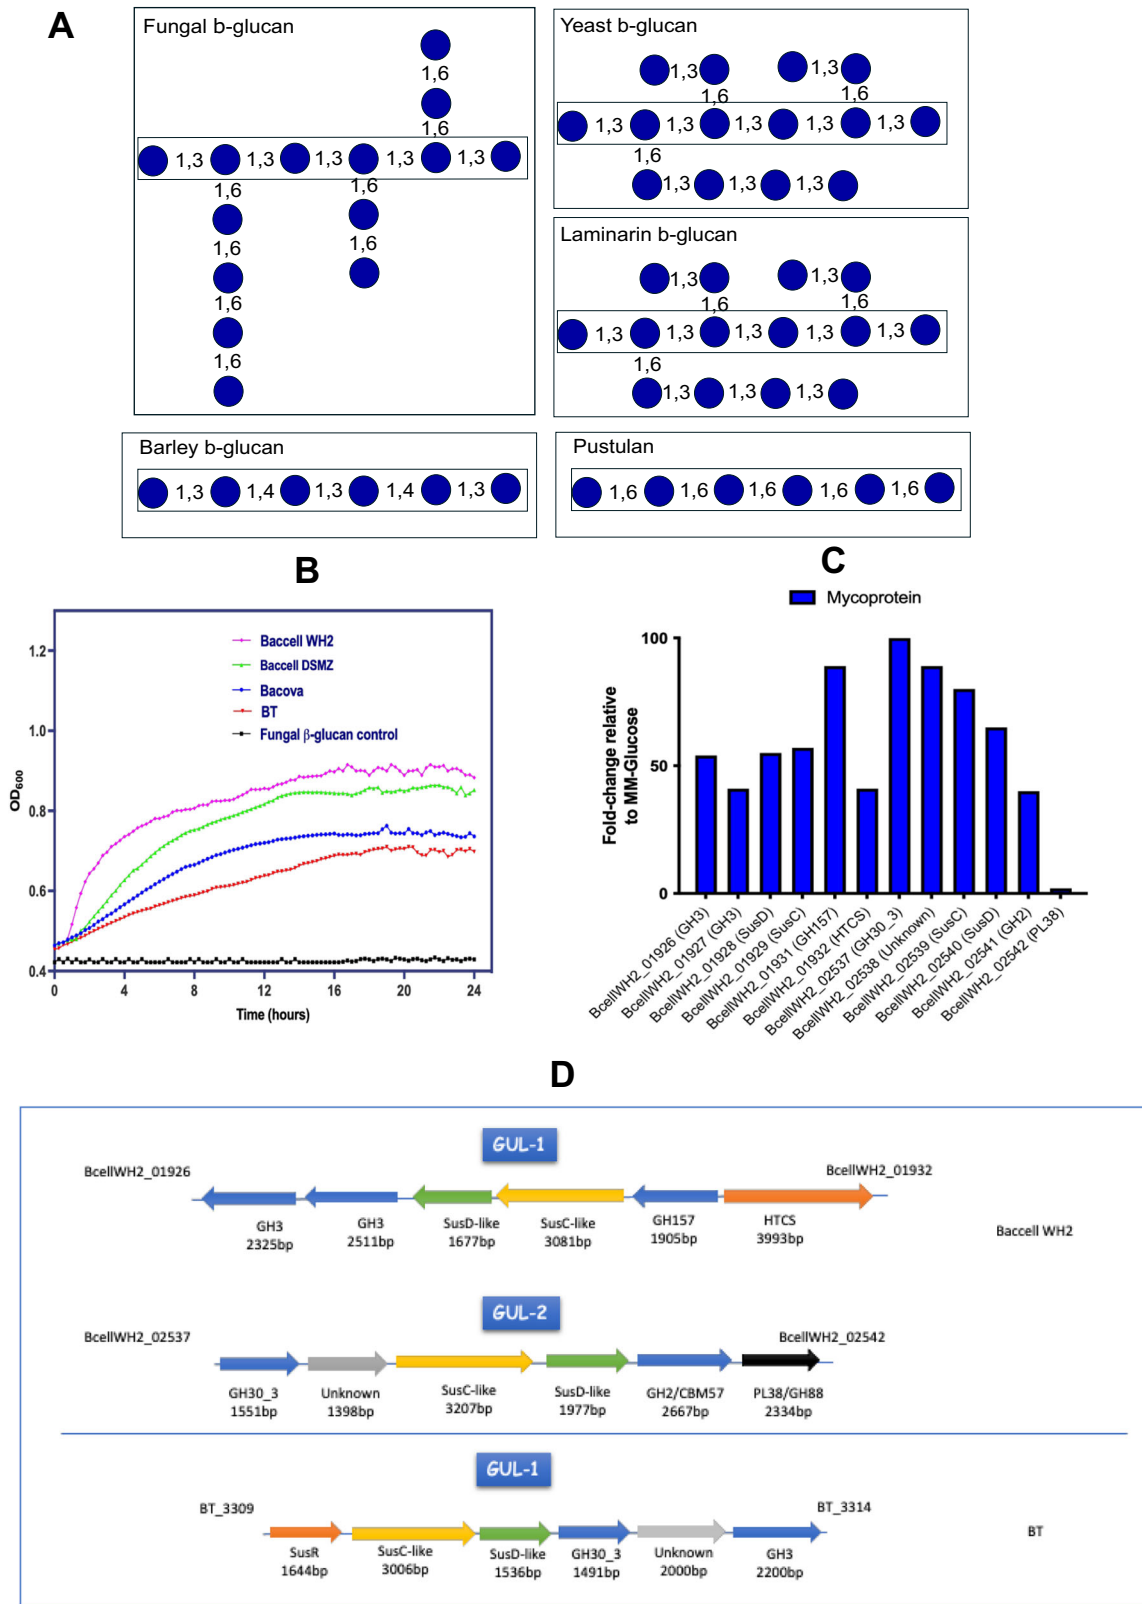 A
Fungal b-glucan
1,6
1,6
1,3 1,3 1,3 1,3 1,3
1,6 1,6
1,6 1,6
1,6
1,6
Yeast b-glucan
1,3 1,3
1,6 1,6
1,3 1,3 1,3 1,3 1,3
1,6
1,3 1,3 1,3
Laminarin b-glucan
1,3 1,3
1,6 1,6
1,3 1,3 1,3 1,3 1,3
1,6
1,3 1,3 1,3
Barley b-glucan
1,3 1,4 1,3 1,4 1,3
Pustulan
1,6 1,6 1,6 1,6 1,6
B
Baccell WH2
Baccell DSMZ
Bacova
BT
Fungal β-glucan control
OD600
1.2
1.0
0.8
0.6
0.4
0 4 8 12 16 20 24
Time (hours)
C
Mycoprotein
Fold-change relative
to MM-Glucose
100
50
0
BcellWH2_01926 (GH3)
BcellWH2_01927 (GH3)
BcellWH2_01928 (SusD)
BcellWH2_01929 (SusC)
BcellWH2_01931 (GH157)
BcellWH2_01932 (HTCS)
BcellWH2_02537 (GH30_3)
BcellWH2_02538 (Unknown)
BcellWH2_02539 (SusC)
BcellWH2_02540 (SusD)
BcellWH2_02541 (GH2)
BcellWH2_02542 (PL38)
D
GUL-1
BcellWH2_01926 BcellWH2_01932
GH3 GH3 SusD-like SusC-like GH157 HTCS
2325bp 2511bp 1677bp 3081bp 1905bp 3993bp
Baccell WH2
GUL-2
BcellWH2_02537 BcellWH2_02542
GH30_3 Unknown SusC-like SusD-like GH2/CBM57 PL38/GH88
1551bp 1398bp 3207bp 1977bp 2667bp 2334bp
GUL-1
BT_3309 BT_3314
BT
SusR SusC-like SusD-like GH30_3 Unknown GH3
1644bp 3006bp 1536bp 1491bp 2000bp 2200bp